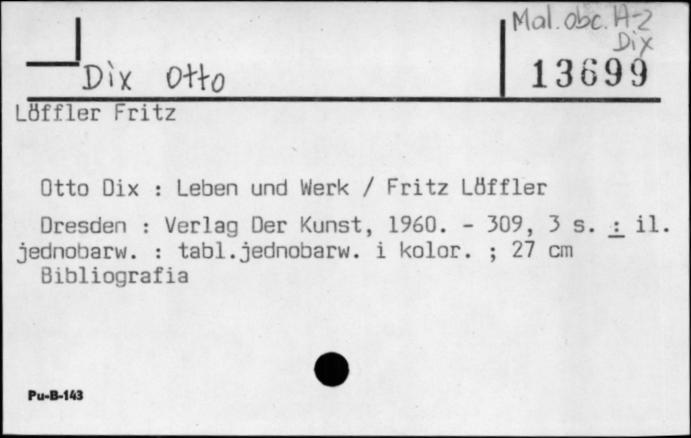 Mal. obc. A-2
Dix
Dix Otto
13699
Löffler Fritz
Otto Dix : Leben und Werk / Fritz Löffler
Dresden : Verlag Der Kunst, 1960. - 309, 3 s. : il.
jednobarw. : tabl.jednobarw. i kolor. ; 27 cm
Bibliografia
Pu-B-143